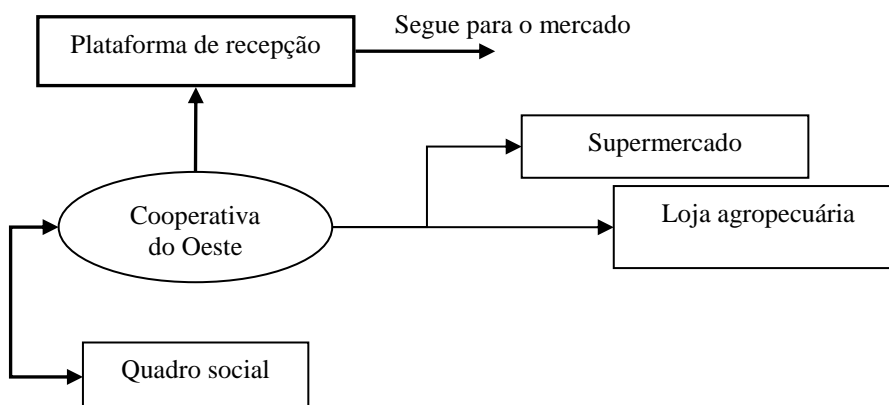 Segue para o mercado
Plataforma de recepção
Supermercado
Loja agropecuária
Cooperativa
do Oeste
Quadro social